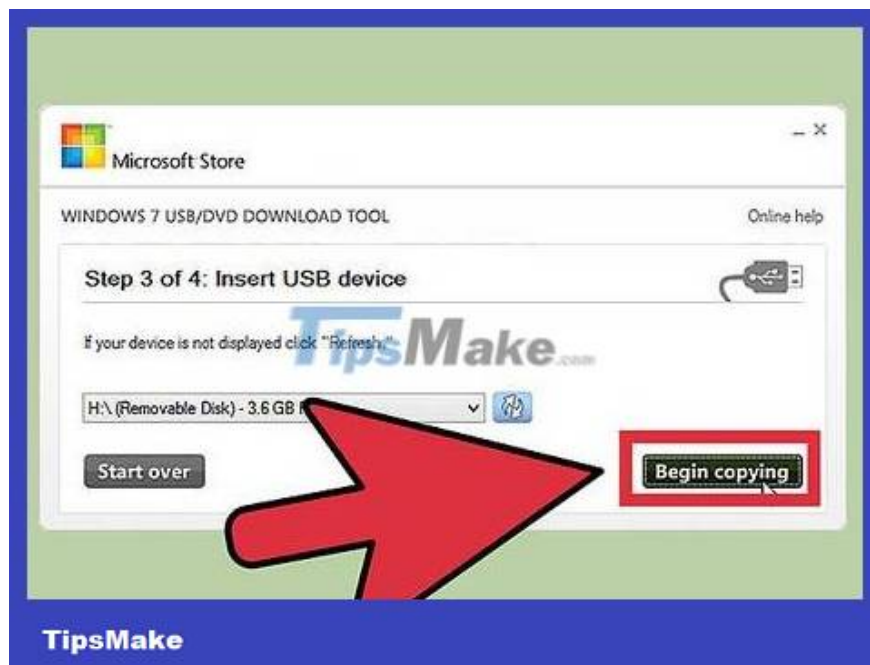 Microsoft Store
WINDOWS 7 USB/DVD DOWNLOAD TOOL
Online help
Step 3 of 4: Insert USB device
If your device is not displayed click "Refresh."
TipsMake.com
H:\ (Removable Disk) - 3.6 GB
Start over
Begin copying
TipsMake